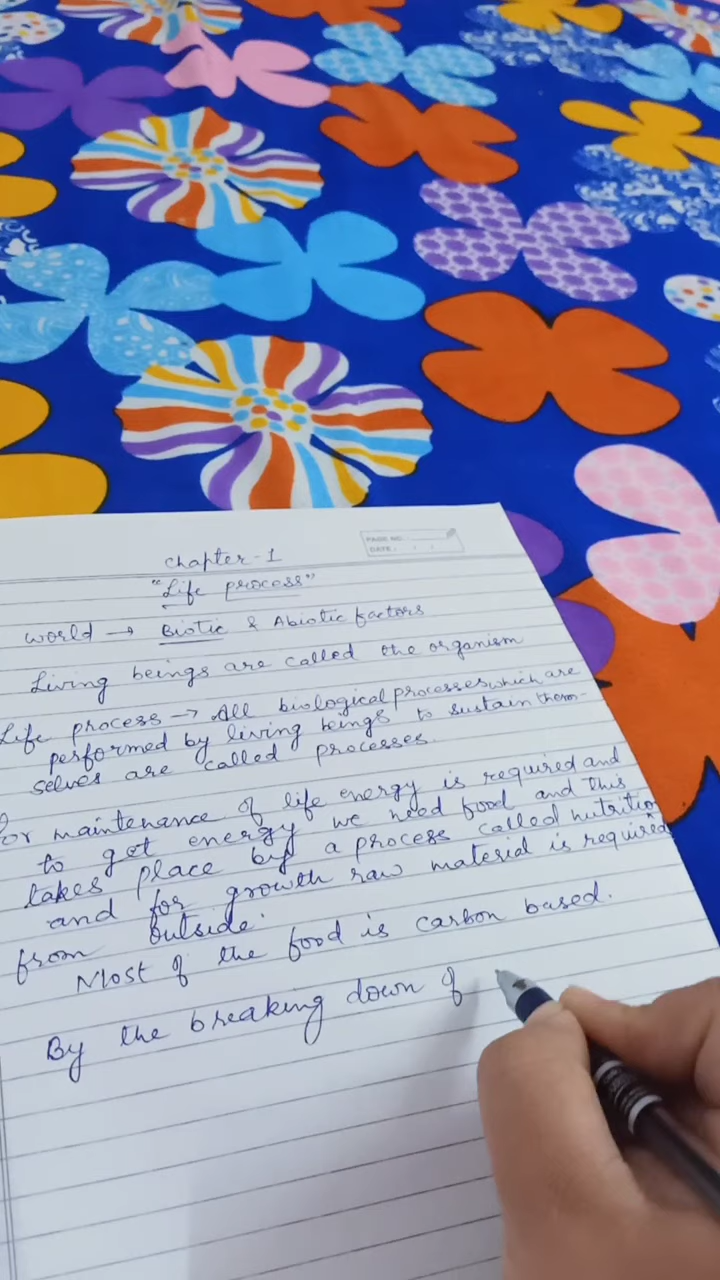 Chapter-1
PAGE NO.
DATE: / /
"Life process"
World → Biotic & Abiotic factors
Living beings are called the organism
Life process → All biological processes which are
performed by living beings to sustain them-
selves are called processes.
For maintenance of life energy is required and
to get energy we need food and this
takes place by a process called nutrition
and for growth raw material is required
from outside.
Most of the food is carbon based.
By the breaking down of